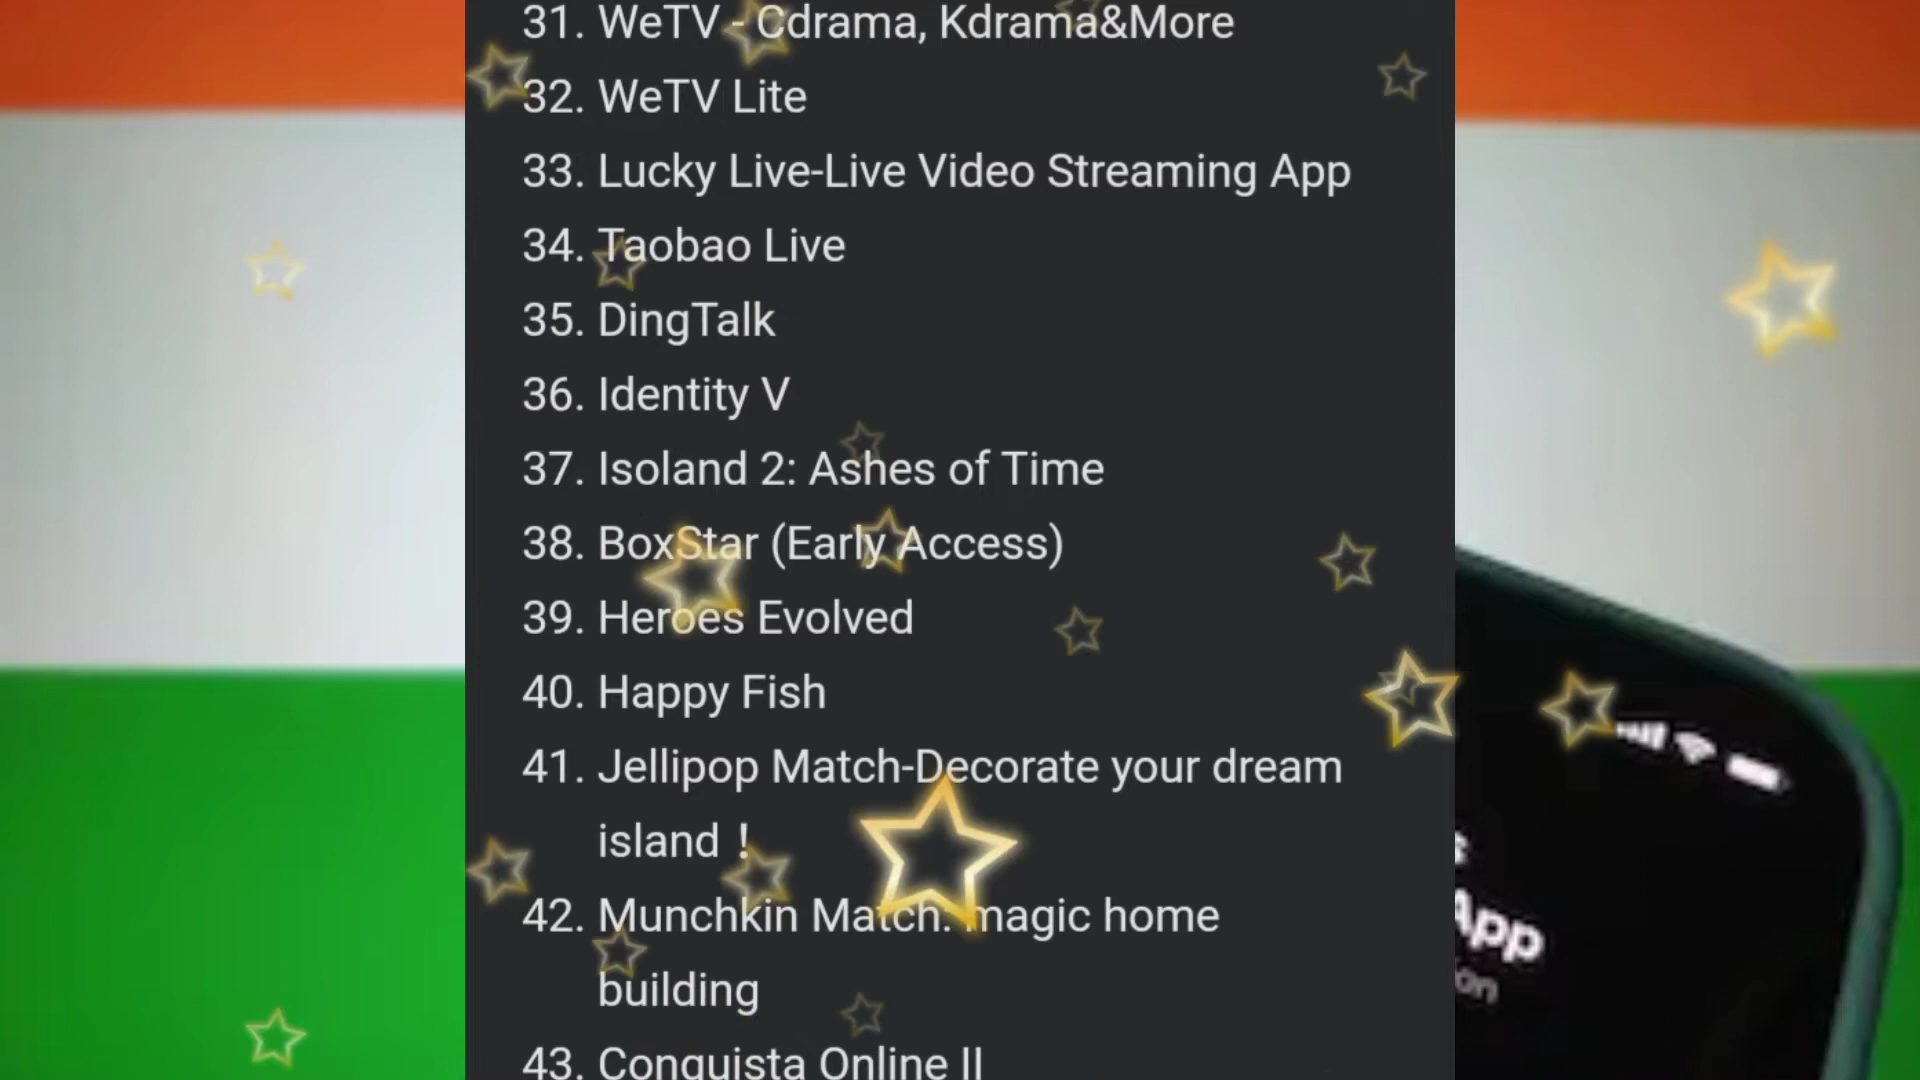 31. WeTV - Cdrama, Kdrama&More
32. WeTV Lite
33. Lucky Live-Live Video Streaming App
34. Taobao Live
35. DingTalk
36. Identity V
37. Isoland 2: Ashes of Time
38. BoxStar (Early Access)
39. Heroes Evolved
40. Happy Fish
41. Jellipop Match-Decorate your dream
island！
42. Munchkin Match: magic home
building
43. Conquista Online II
App